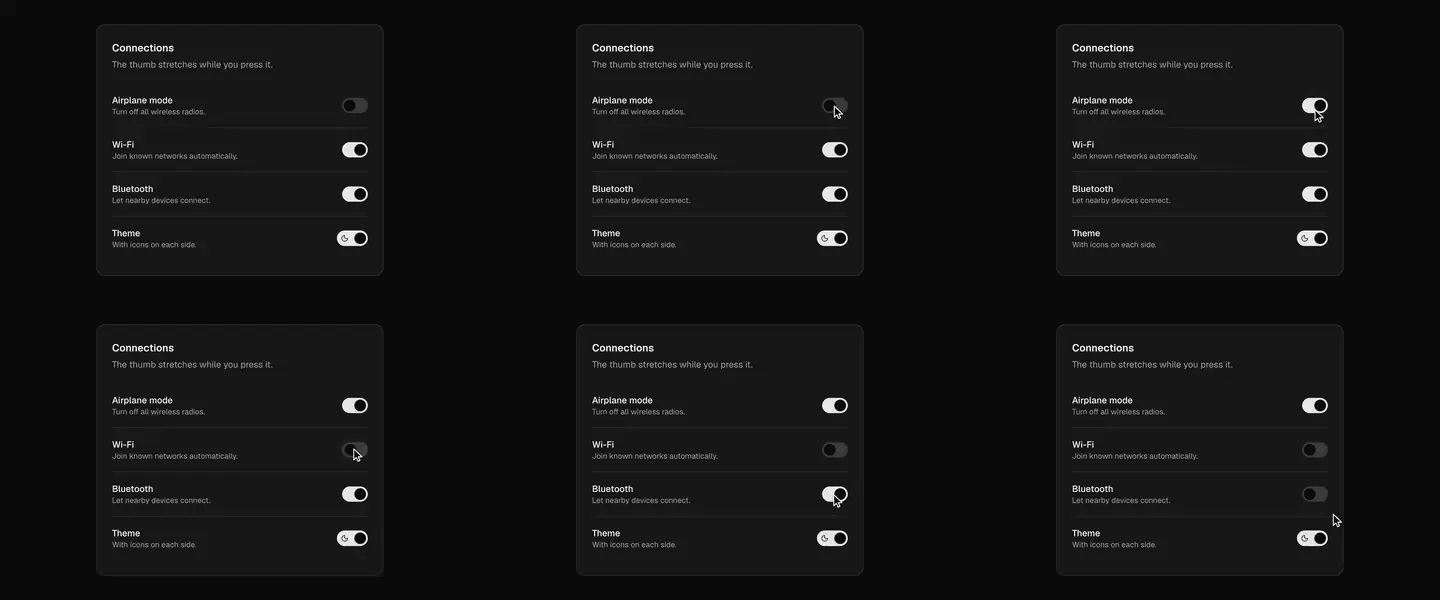 Connections
The thumb stretches while you press it.
Airplane mode
Turn off all wireless radios.
Wi-Fi
Join known networks automatically.
Bluetooth
Let nearby devices connect.
Theme
With icons on each side.
Connections
The thumb stretches while you press it.
Airplane mode
Turn off all wireless radios.
Wi-Fi
Join known networks automatically.
Bluetooth
Let nearby devices connect.
Theme
With icons on each side.
Connections
The thumb stretches while you press it.
Airplane mode
Turn off all wireless radios.
Wi-Fi
Join known networks automatically.
Bluetooth
Let nearby devices connect.
Theme
With icons on each side.
Connections
The thumb stretches while you press it.
Airplane mode
Turn off all wireless radios.
Wi-Fi
Join known networks automatically.
Bluetooth
Let nearby devices connect.
Theme
With icons on each side.
Connections
The thumb stretches while you press it.
Airplane mode
Turn off all wireless radios.
Wi-Fi
Join known networks automatically.
Bluetooth
Let nearby devices connect.
Theme
With icons on each side.
Connections
The thumb stretches while you press it.
Airplane mode
Turn off all wireless radios.
Wi-Fi
Join known networks automatically.
Bluetooth
Let nearby devices connect.
Theme
With icons on each side.